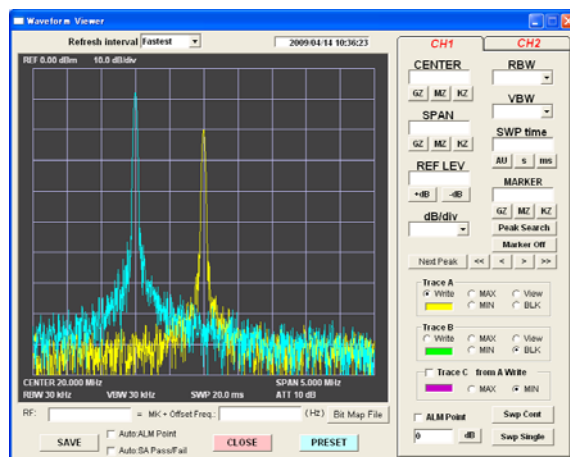 Waveform Viewer
Refresh interval Fastest
2009/04/14 10:36:23
REF 0.00 dBm 10.0 dB/div
CENTER 20.000 MHz SPAN 5.000 MHz
RBW 30 kHz VBW 30 kHz SWP 20.0 ms ATT 10 dB
RF: = MK + Offset Freq.: (Hz) Bit Map File
SAVE
Auto:ALM Point
Auto:SA Pass/Fail
CLOSE
PRESET
CH1 CH2
CENTER
GZ MZ KZ
SPAN
GZ MZ KZ
REF LEV
+dB -dB
dB/div
RBW
VBW
SWP time
AU s ms
MARKER
GZ MZ KZ
Peak Search
Marker Off
Next Peak << < > >>
Trace A
Write MAX View
MIN BLK
Trace B
Write MAX View
MIN BLK
Trace C from A Write
MAX MIN
ALM Point
0 dB
Swp Cont
Swp Single